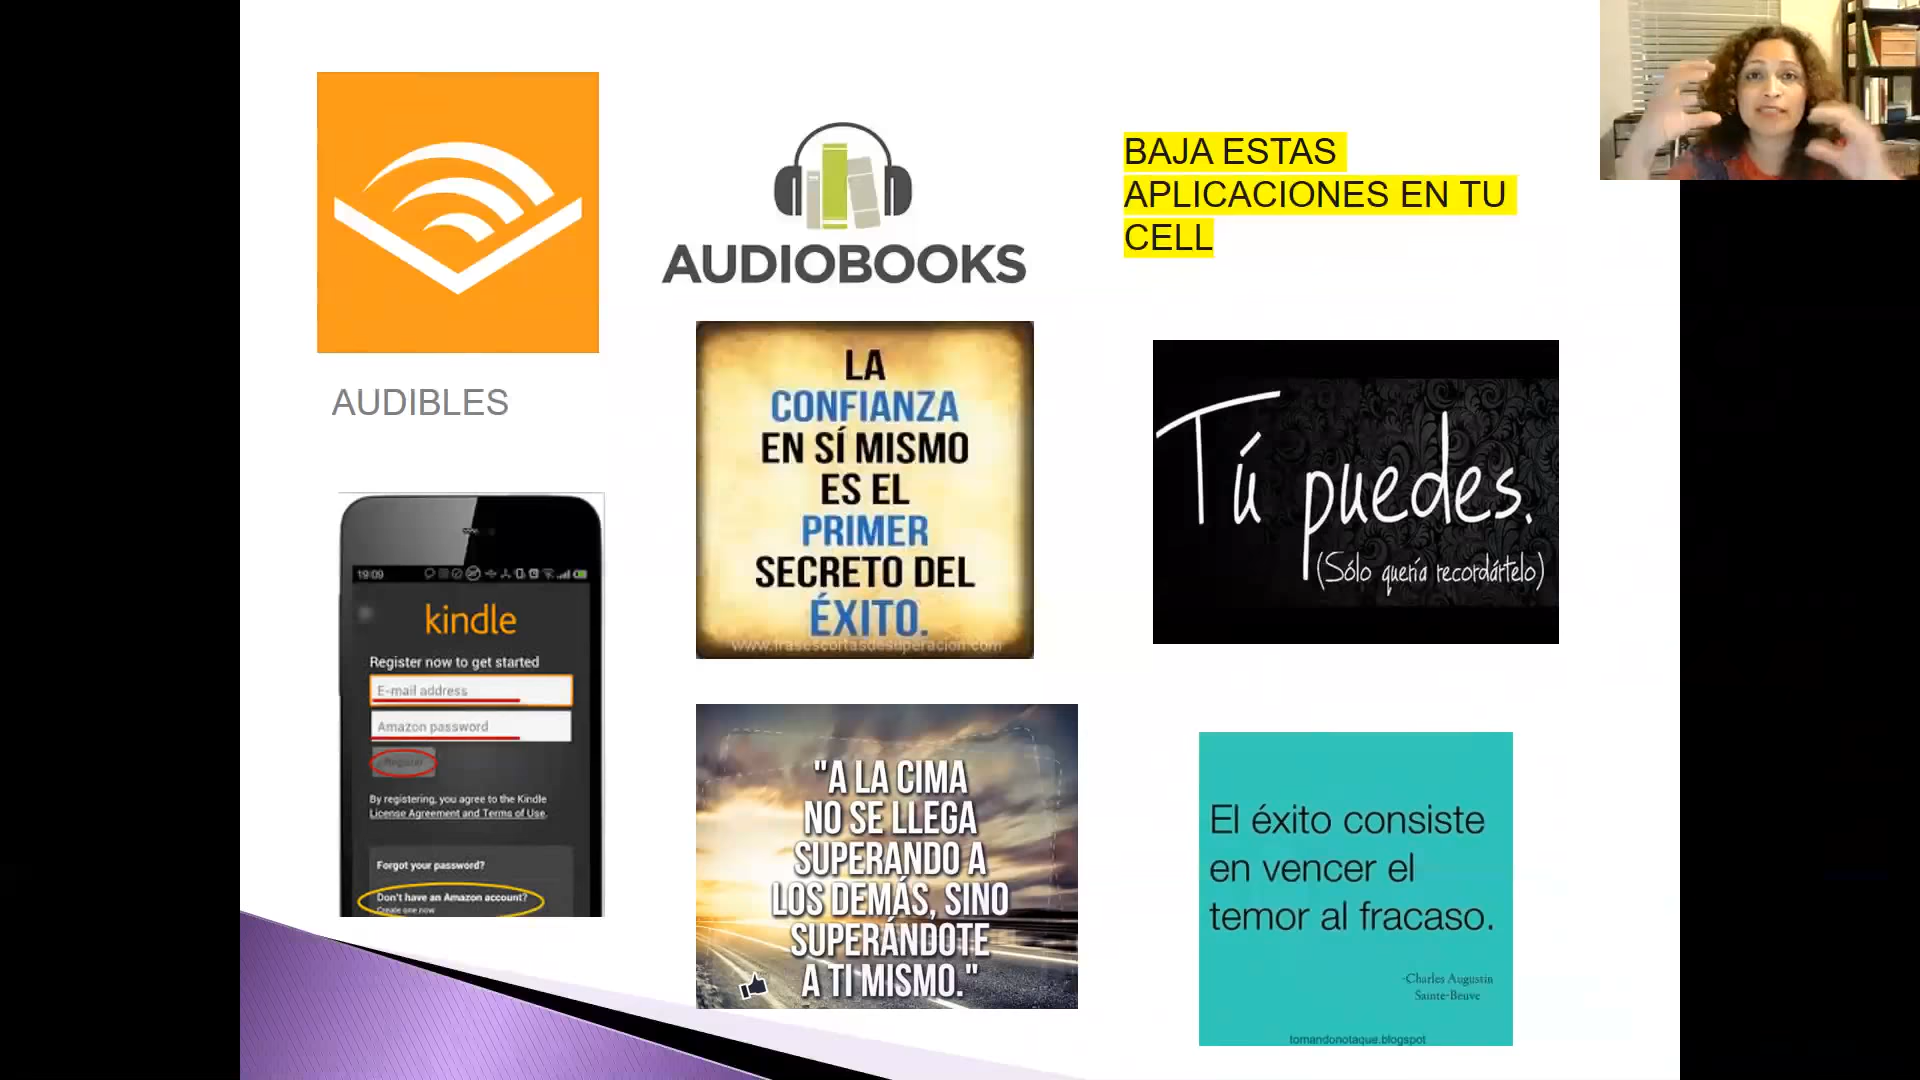 AUDIOBOOKS
BAJA ESTAS
APLICACIONES EN TU
CELL
AUDIBLES
LA
CONFIANZA
EN SÍ MISMO
ES EL
PRIMER
SECRETO DEL
ÉXITO.
www.frasescortasdesuperacion.com
Tú puedes.
(Sólo quería recordártelo)
19:09
kindle
Register now to get started
E-mail address
Amazon password
Register
By registering, you agree to the Kindle
License Agreement and Terms of Use.
Forgot your password?
Don't have an Amazon account?
Create one now
"A LA CIMA
NO SE LLEGA
SUPERANDO A
LOS DEMÁS, SINO
SUPERÁNDOTE
A TI MISMO."
El éxito consiste
en vencer el
temor al fracaso.
-Charles Augustin
Sainte-Beuve
tomandonotaque.blogspot